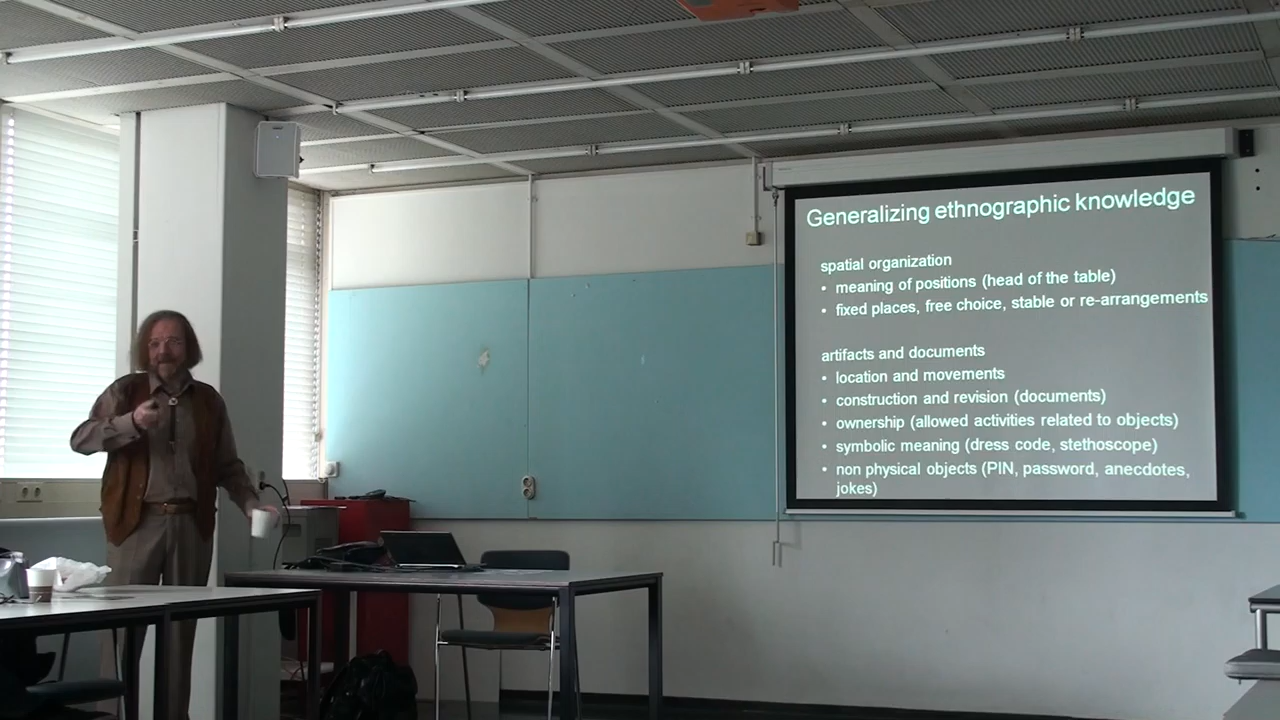 Generalizing ethnographic knowledge
spatial organization
• meaning of positions (head of the table)
• fixed places, free choice, stable or re-arrangements
artifacts and documents
• location and movements
• construction and revision (documents)
• ownership (allowed activities related to objects)
• symbolic meaning (dress code, stethoscope)
• non physical objects (PIN, password, anecdotes,
jokes)